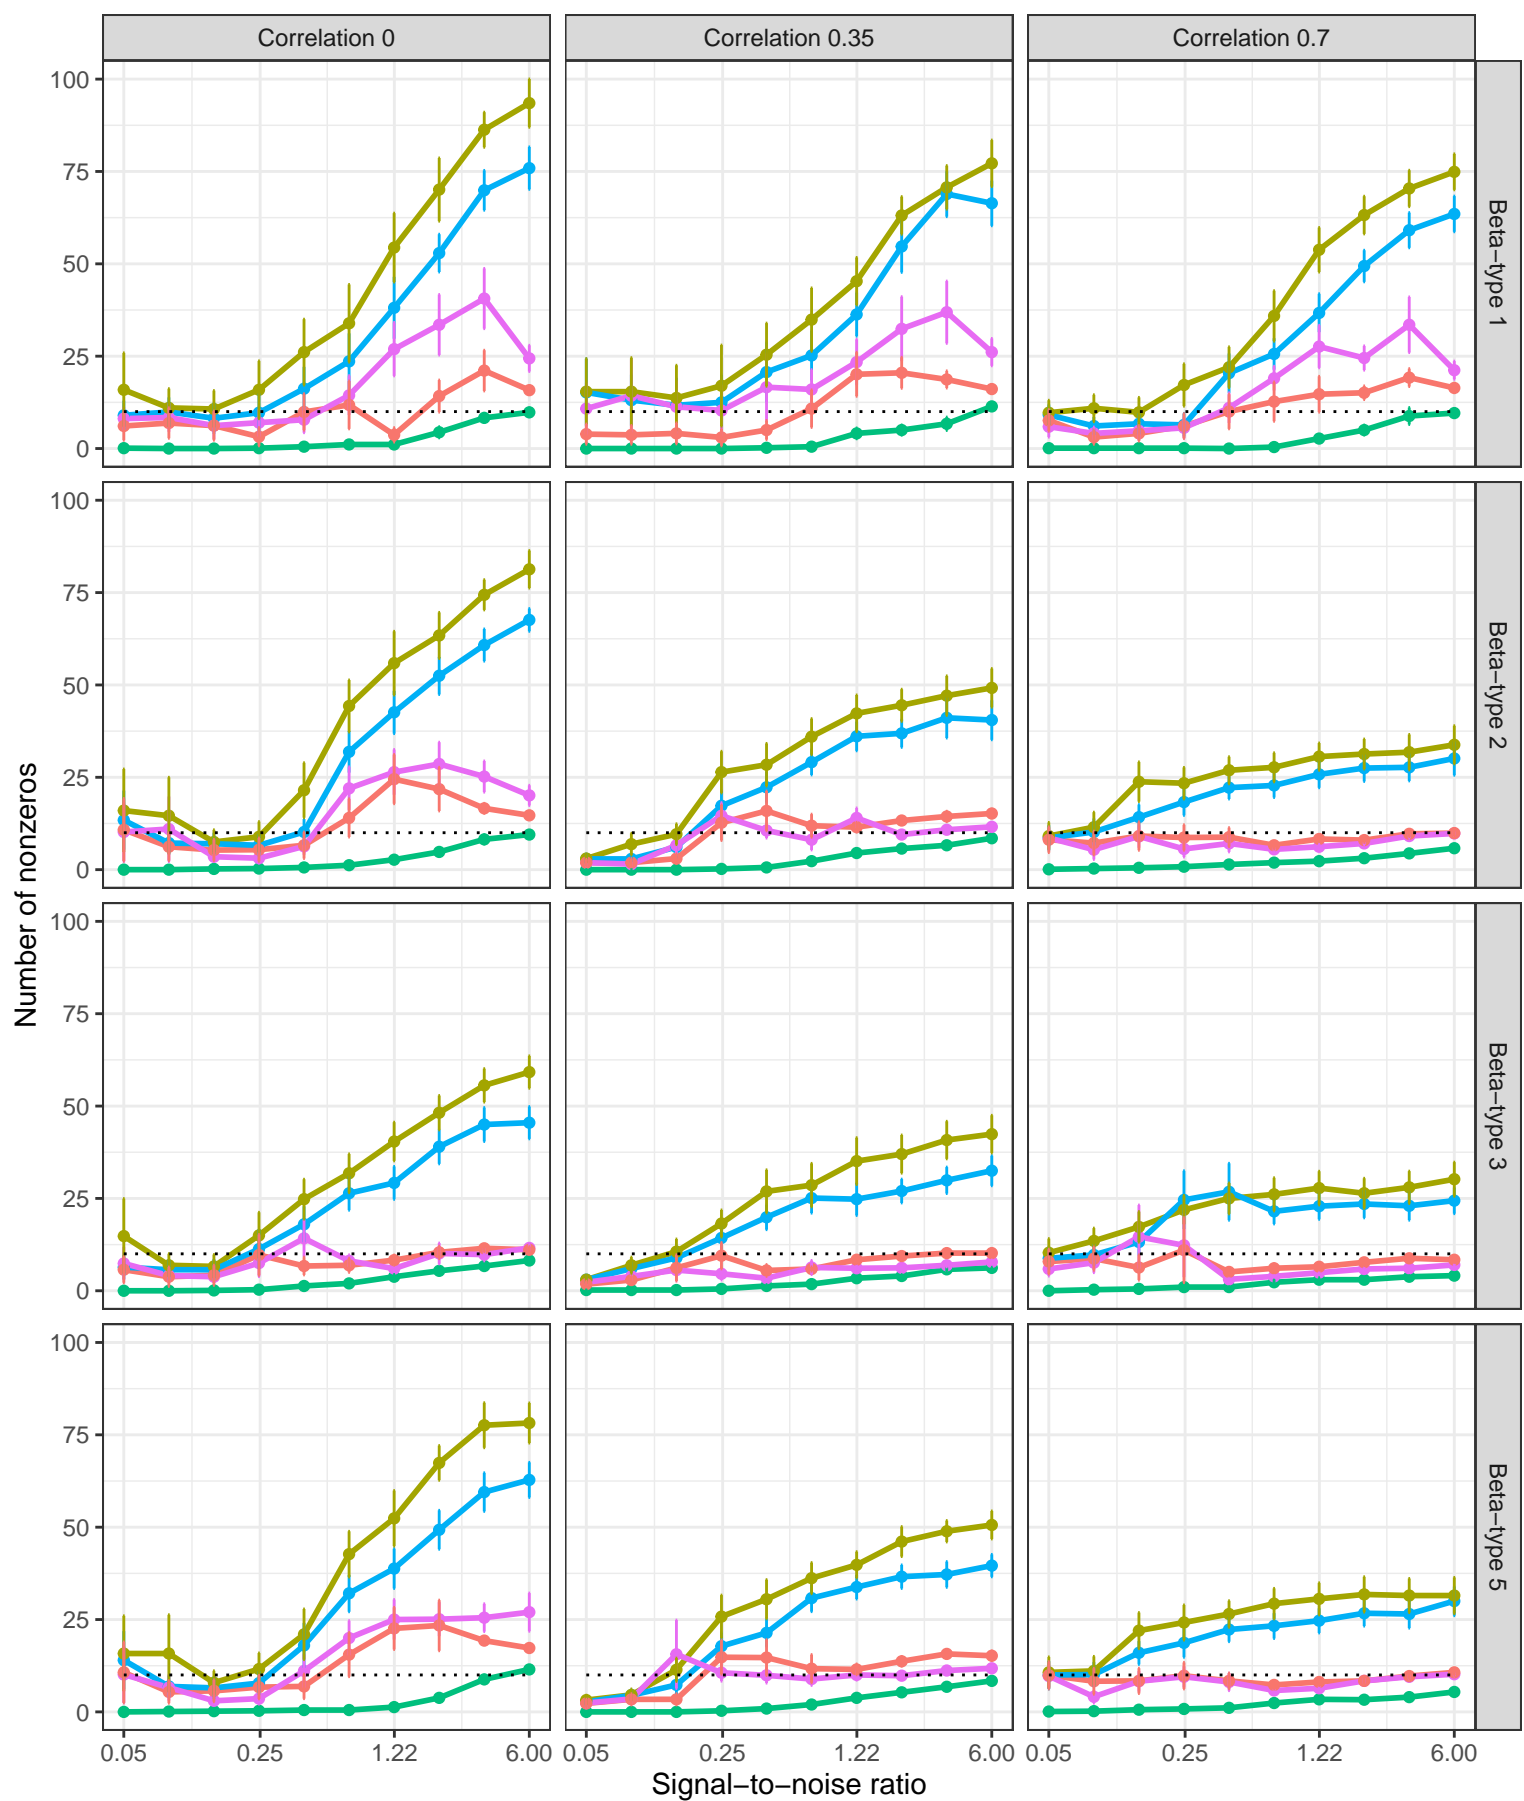 Correlation 0
Correlation 0.35
Correlation 0.7
Number of nonzeros
100
75
50
25
0
Beta−type 1
100
75
50
25
0
Beta−type 2
100
75
50
25
0
Beta−type 3
100
75
50
25
0
Beta−type 5
0.05 0.25 1.22 6.00 0.05 0.25 1.22 6.00 0.05 0.25 1.22 6.00
Signal−to−noise ratio